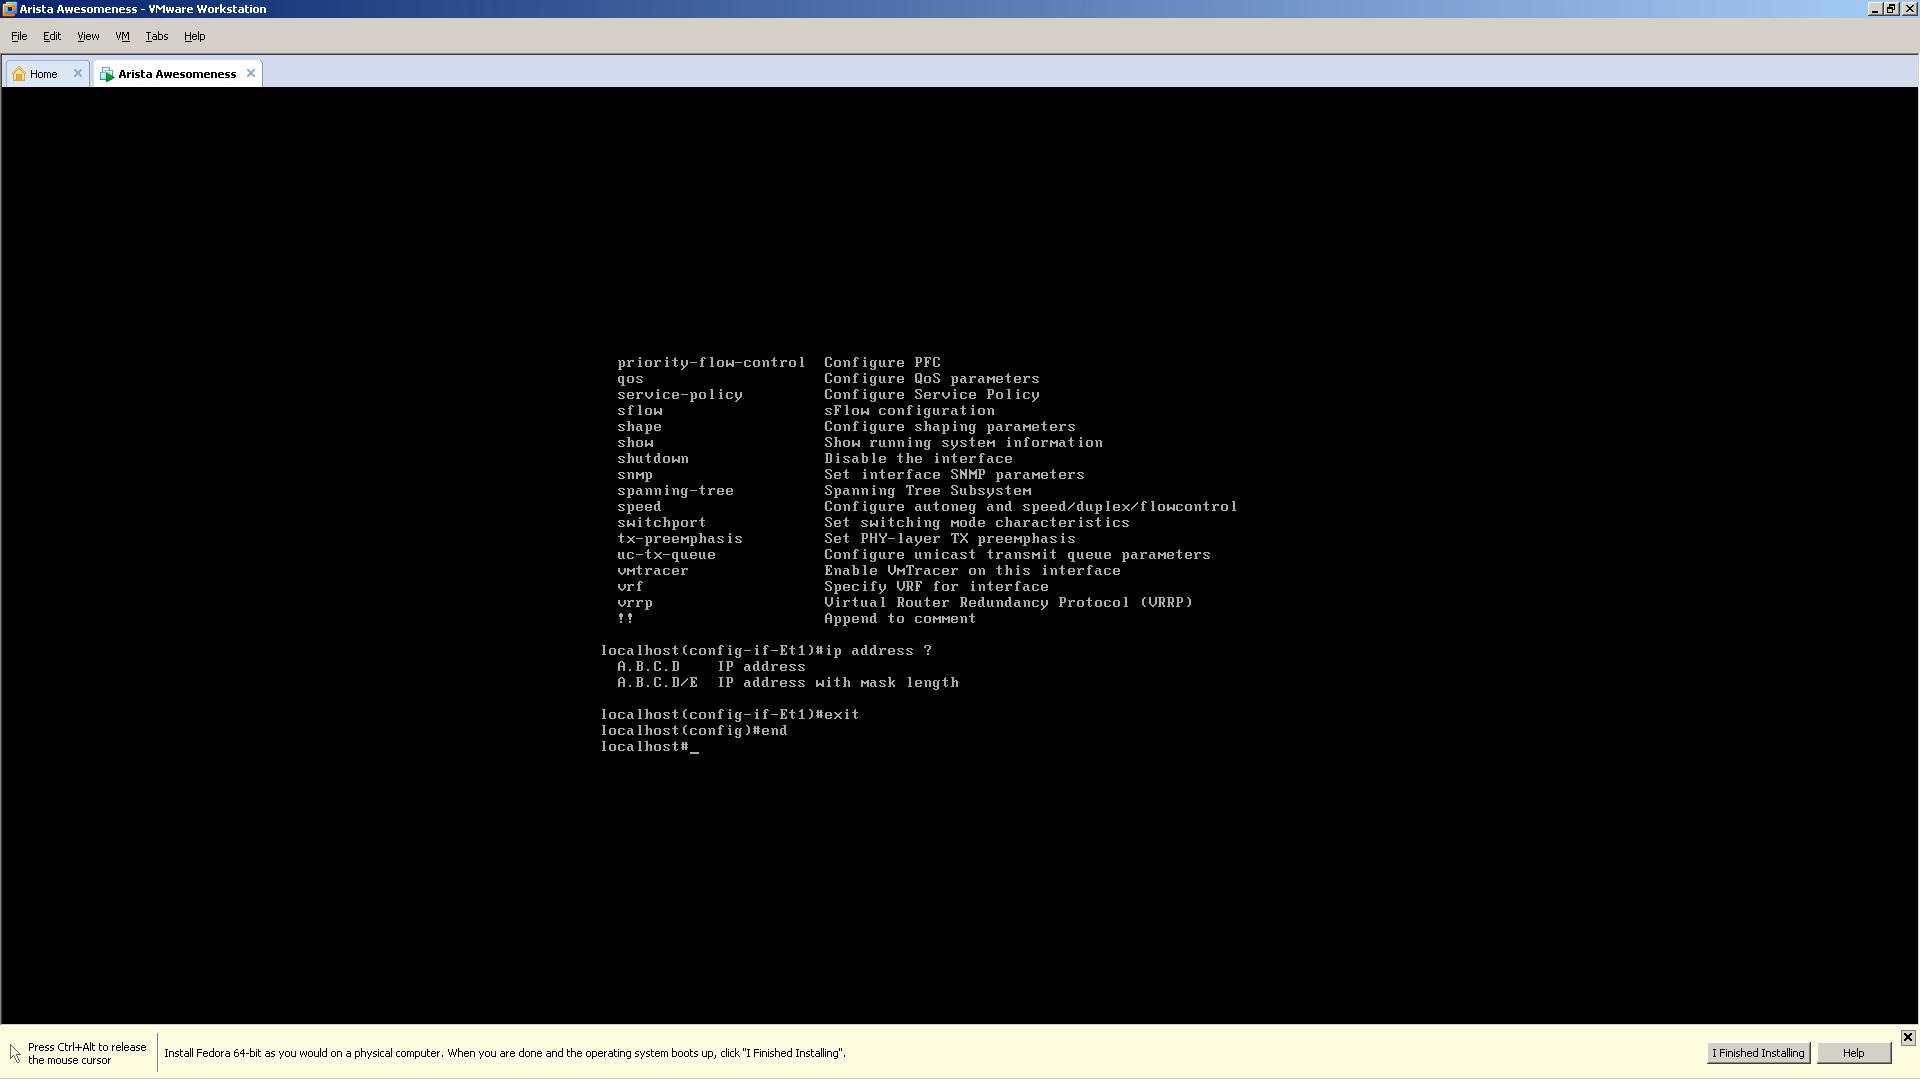 Arista Awesomeness - VMware Workstation
File Edit View VM Tabs Help
Home Arista Awesomeness
priority-flow-control Configure PFC
qos Configure QoS parameters
service-policy Configure Service Policy
sflow sFlow configuration
shape Configure shaping parameters
show Show running system information
shutdown Disable the interface
snmp Set interface SNMP parameters
spanning-tree Spanning Tree Subsystem
speed Configure autoneg and speed/duplex/flowcontrol
switchport Set switching mode characteristics
tx-preemphasis Set PHY-layer TX preemphasis
uc-tx-queue Configure unicast transmit queue parameters
vmtracer Enable VmTracer on this interface
vrf Specify VRF for interface
vrrp Virtual Router Redundancy Protocol (VRRP)
!! Append to comment
localhost(config-if-Et1)#ip address ?
A.B.C.D IP address
A.B.C.D/E IP address with mask length
localhost(config-if-Et1)#exit
localhost(config)#end
localhost#_
Press Ctrl+Alt to release
the mouse cursor
Install Fedora 64-bit as you would on a physical computer. When you are done and the operating system boots up, click "I Finished Installing".
I Finished Installing Help